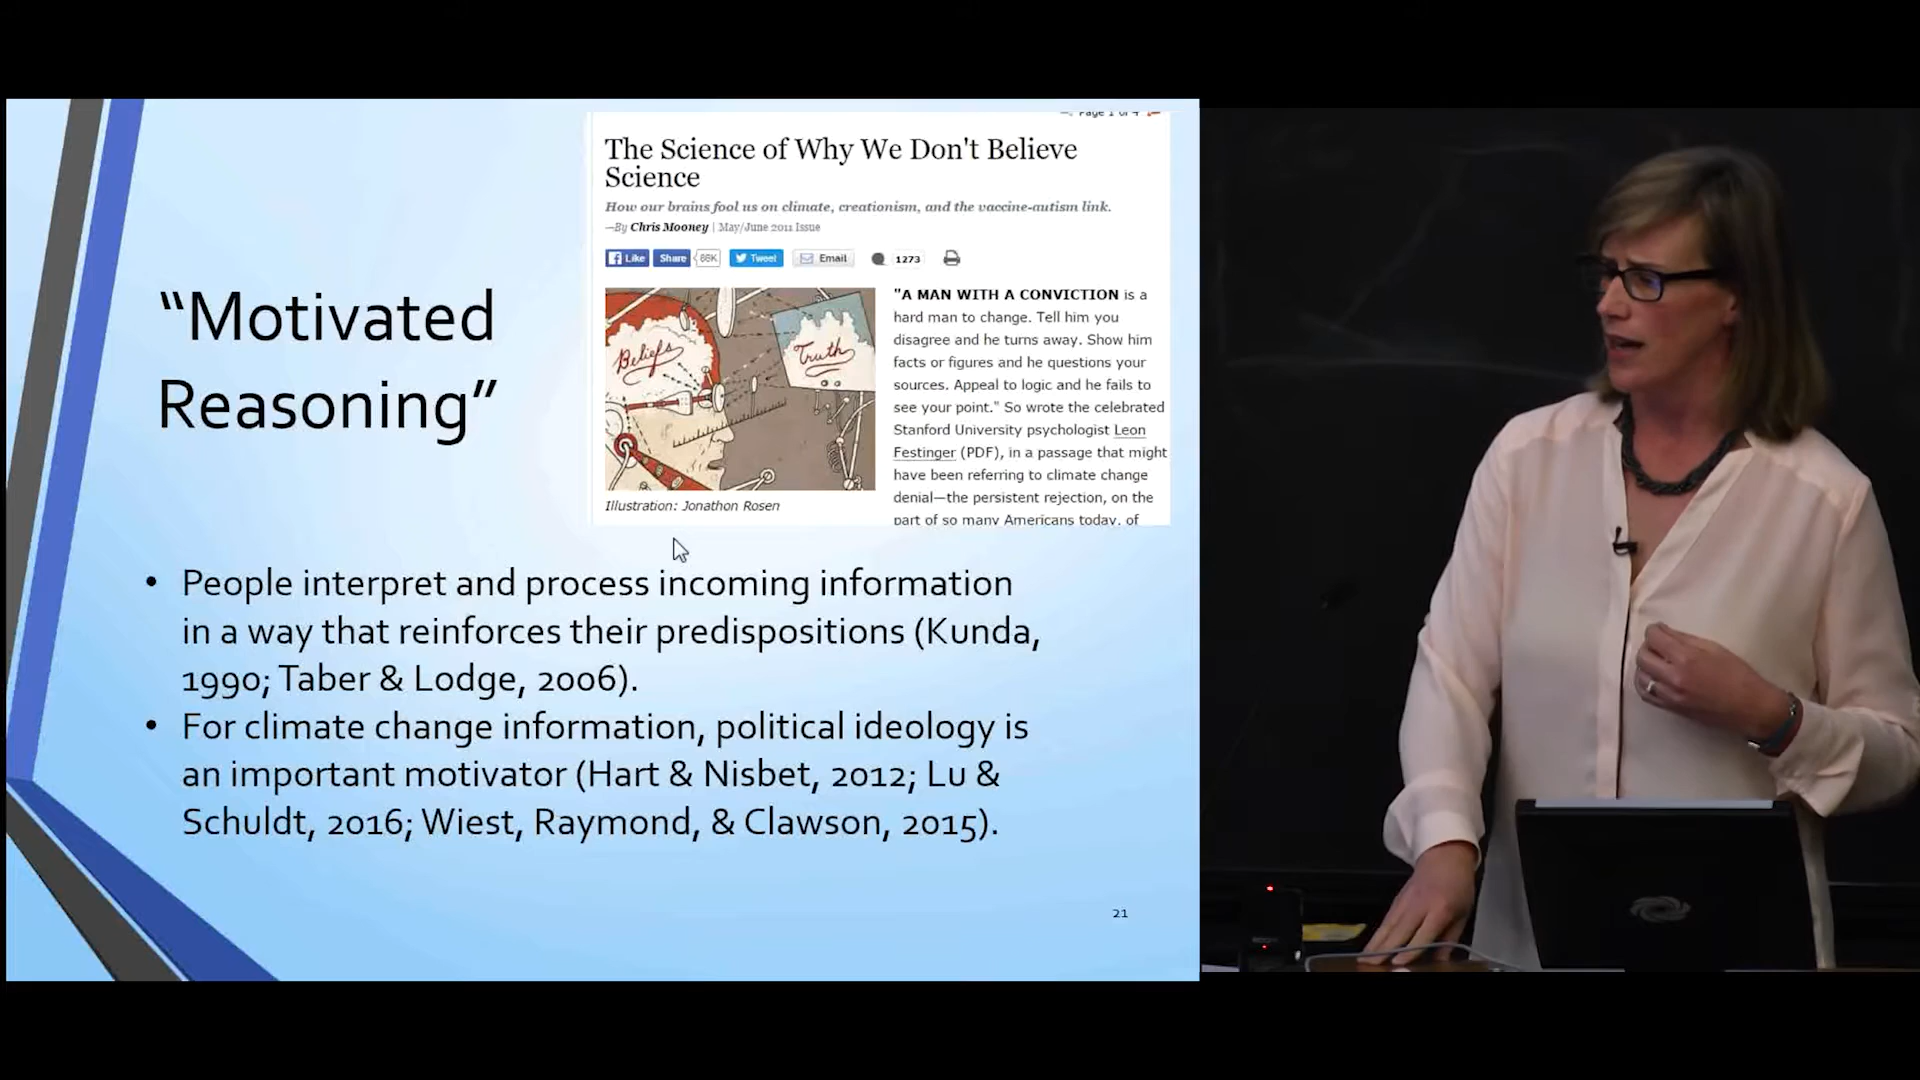 “Motivated
Reasoning”
Page 1 of 4
The Science of Why We Don't Believe
Science
How our brains fool us on climate, creationism, and the vaccine-autism link.
—By Chris Mooney | May/June 2011 Issue
Like Share 86K Tweet Email 1273
Beliefs
Truth
Illustration: Jonathon Rosen
"A MAN WITH A CONVICTION is a
hard man to change. Tell him you
disagree and he turns away. Show him
facts or figures and he questions your
sources. Appeal to logic and he fails to
see your point." So wrote the celebrated
Stanford University psychologist Leon
Festinger (PDF), in a passage that might
have been referring to climate change
denial—the persistent rejection, on the
part of so many Americans today, of
• People interpret and process incoming information
in a way that reinforces their predispositions (Kunda,
1990; Taber & Lodge, 2006).
• For climate change information, political ideology is
an important motivator (Hart & Nisbet, 2012; Lu &
Schuldt, 2016; Wiest, Raymond, & Clawson, 2015).
21